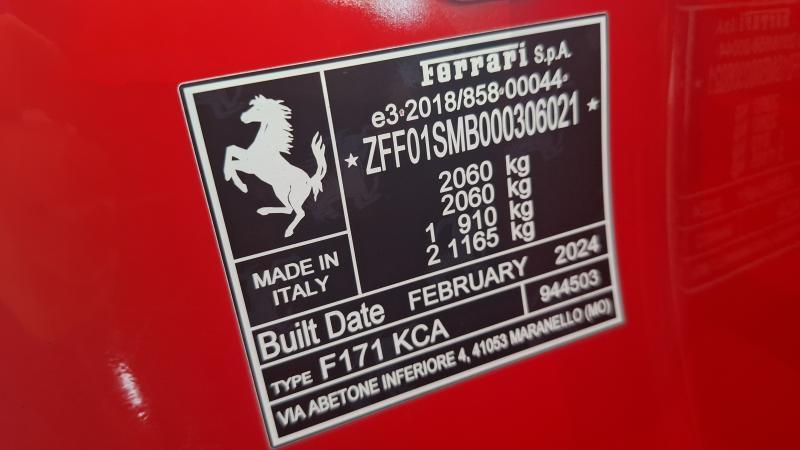 Ferrari S.p.A.
e3*2018/858*00044*
★ ZFF01SMB000306021 ★
2060 kg
2060 kg
1 910 kg
2 1165 kg
MADE IN
ITALY
Built Date FEBRUARY 2024
TYPE F171 KCA 944503
VIA ABETONE INFERIORE 4, 41053 MARANELLO (MO)